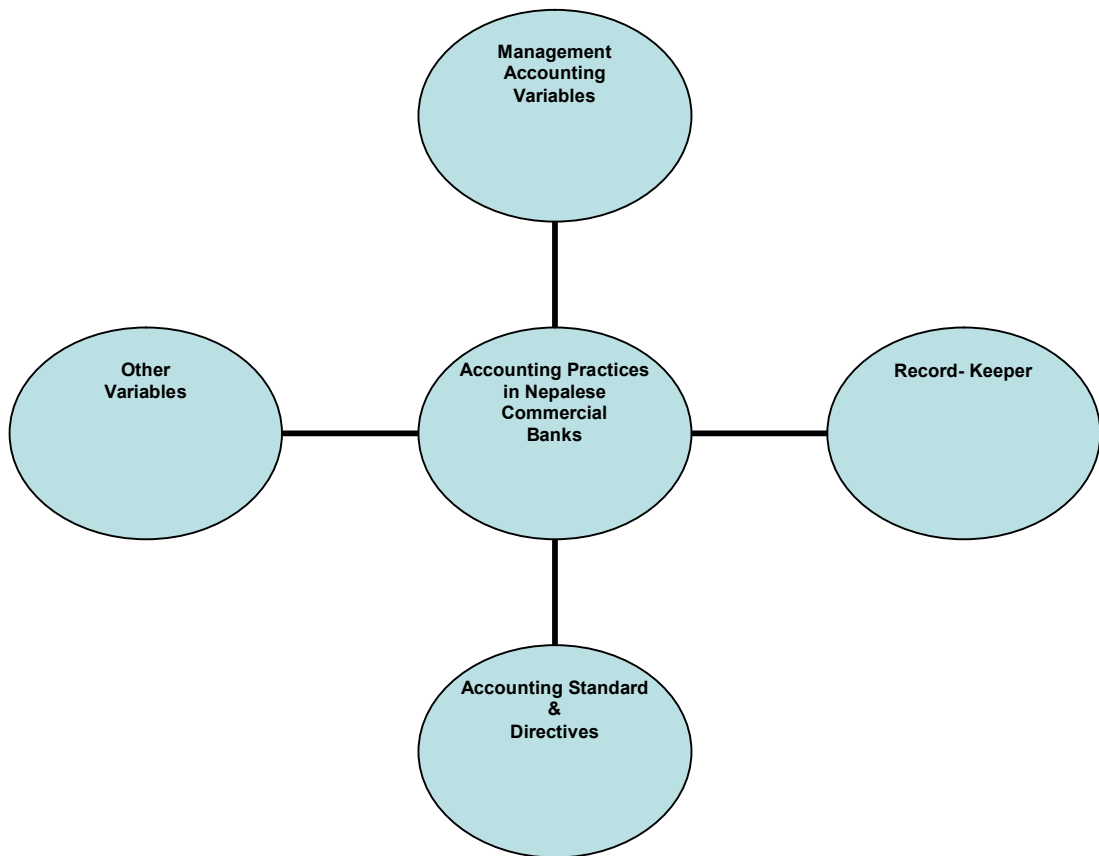 Management
Accounting
Variables
Other
Variables
Accounting Practices
in Nepalese
Commercial
Banks
Record- Keeper
Accounting Standard
&
Directives